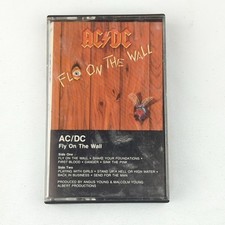 AC/DC
FLY ON THE WALL
AC/DC
Fly On The Wall
Side One
FLY ON THE WALL • SHAKE YOUR FOUNDATIONS •
FIRST BLOOD • DANGER • SINK THE PINK
Side Two
PLAYING WITH GIRLS • STAND UP • HELL OR HIGH WATER •
BACK IN BUSINESS • SEND FOR THE MAN
PRODUCED BY ANGUS YOUNG & MALCOLM YOUNG
ALBERT PRODUCTIONS